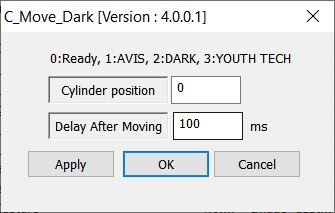 C_Move_Dark [Version : 4.0.0.1]
0:Ready, 1:AVIS, 2:DARK, 3:YOUTH TECH
Cylinder position 0
Delay After Moving 100 ms
Apply OK Cancel